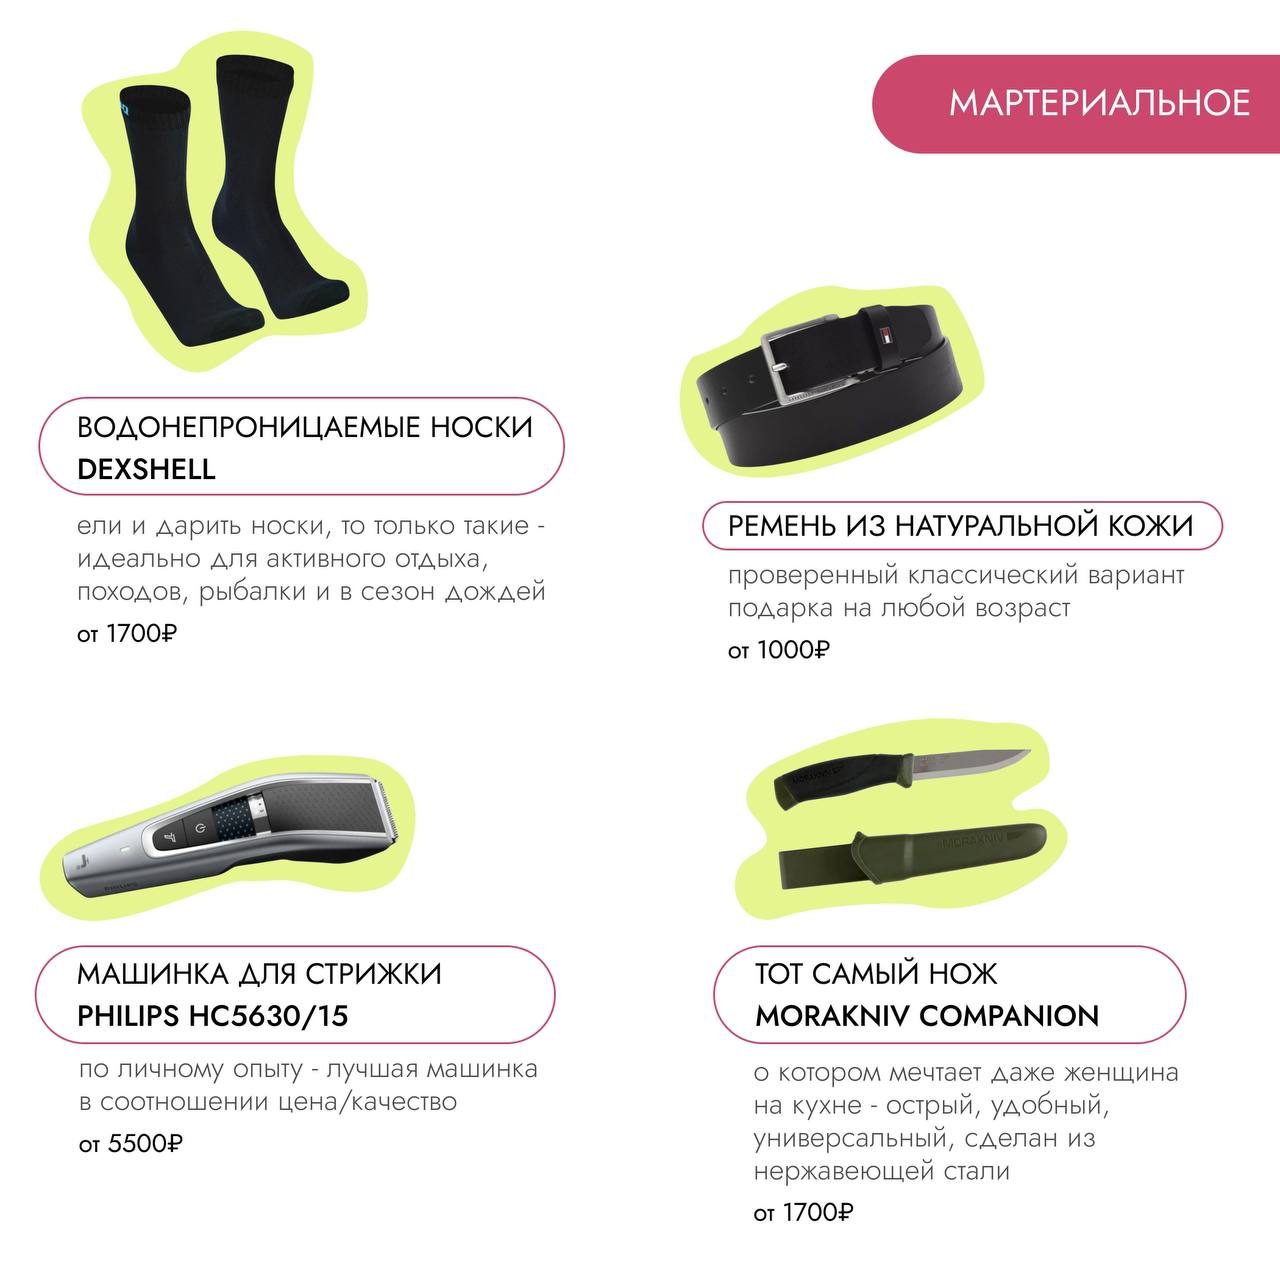 МАРТЕРИАЛЬНОЕ
ВОДОНЕПРОНИЦАЕМЫЕ НОСКИ
DEXSHELL
ели и дарить носки, то только такие -
идеально для активного отдыха,
походов, рыбалки и в сезон дождей
от 1700₽
РЕМЕНЬ ИЗ НАТУРАЛЬНОЙ КОЖИ
проверенный классический вариант
подарка на любой возраст
от 1000₽
PHILIPS
МАШИНКА ДЛЯ СТРИЖКИ
PHILIPS HC5630/15
по личному опыту - лучшая машинка
в соотношении цена/качество
от 5500₽
MORAKNIV
MORAKNIV
ТОТ САМЫЙ НОЖ
MORAKNIV COMPANION
о котором мечтает даже женщина
на кухне - острый, удобный,
универсальный, сделан из
нержавеющей стали
от 1700₽